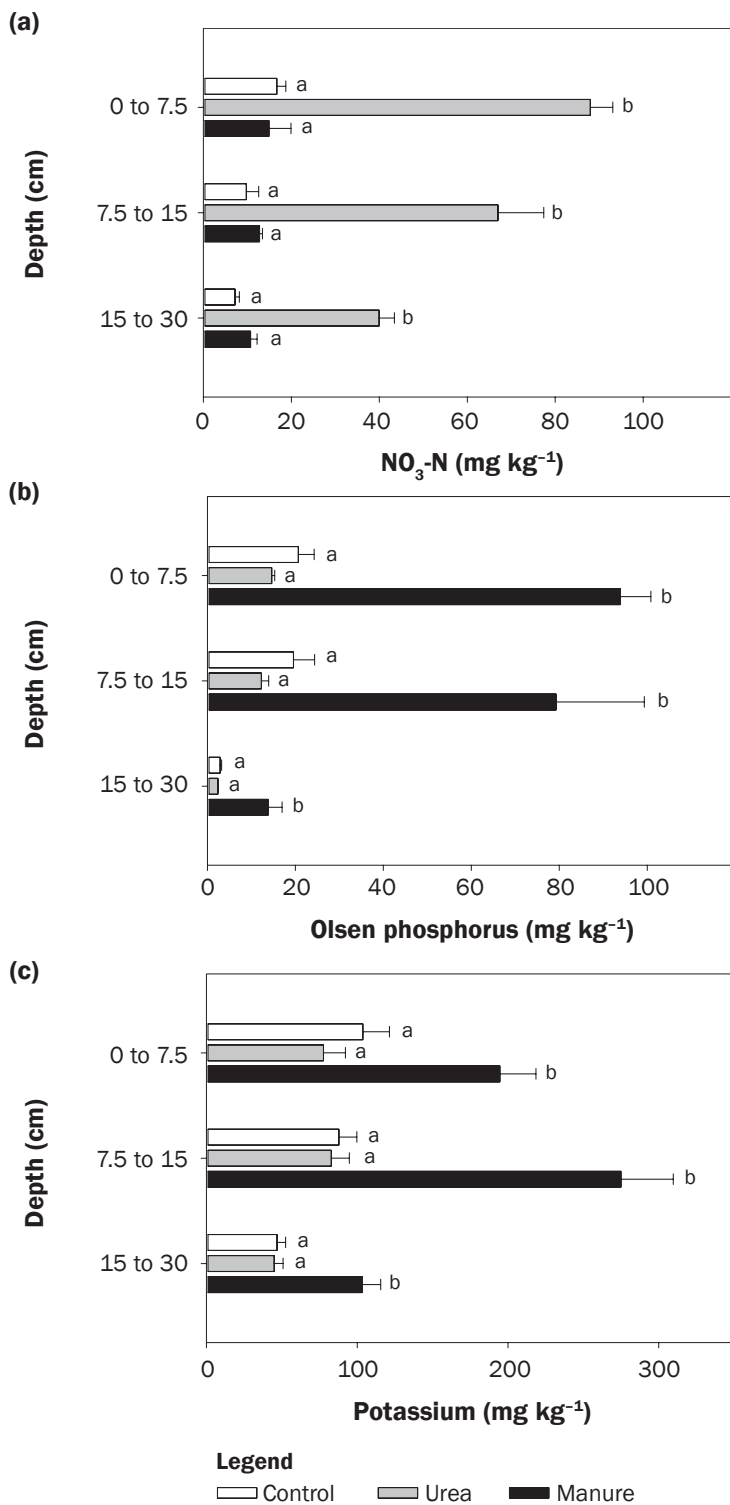 (a)
Depth (cm)
0 to 7.5
a
b
a
7.5 to 15
a
b
a
15 to 30
a
b
a
0 20 40 60 80 100
NO₃-N (mg kg⁻¹)
(b)
Depth (cm)
0 to 7.5
a
a
b
7.5 to 15
a
a
b
15 to 30
a
a
b
0 20 40 60 80 100
Olsen phosphorus (mg kg⁻¹)
(c)
Depth (cm)
0 to 7.5
a
a
b
7.5 to 15
a
a
b
15 to 30
a
a
b
0 100 200 300
Potassium (mg kg⁻¹)
Legend
Control Urea Manure